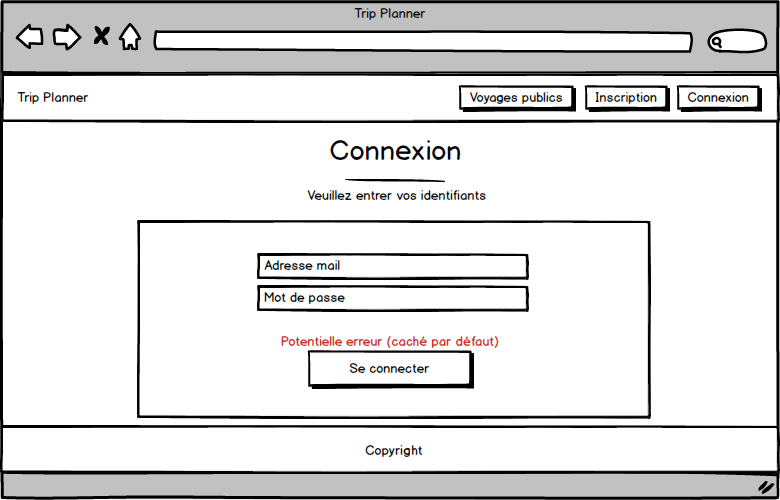 Trip Planner
Trip Planner
Voyages publics
Inscription
Connexion
Connexion
Veuillez entrer vos identifiants
Adresse mail
Mot de passe
Potentielle erreur (caché par défaut)
Se connecter
Copyright